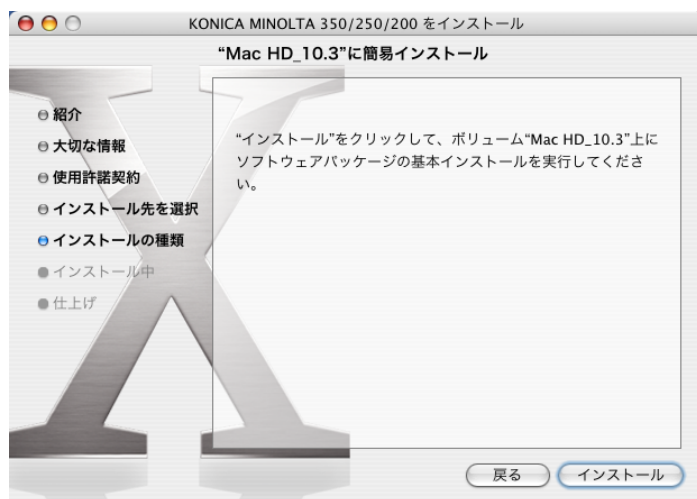 KONICA MINOLTA 350/250/200 をインストール
“Mac HD_10.3”に簡易インストール
紹介
大切な情報
使用許諾契約
インストール先を選択
インストールの種類
インストール中
仕上げ
“インストール”をクリックして、ボリューム“Mac HD_10.3”上に
ソフトウェアパッケージの基本インストールを実行してくださ
い。
戻る
インストール